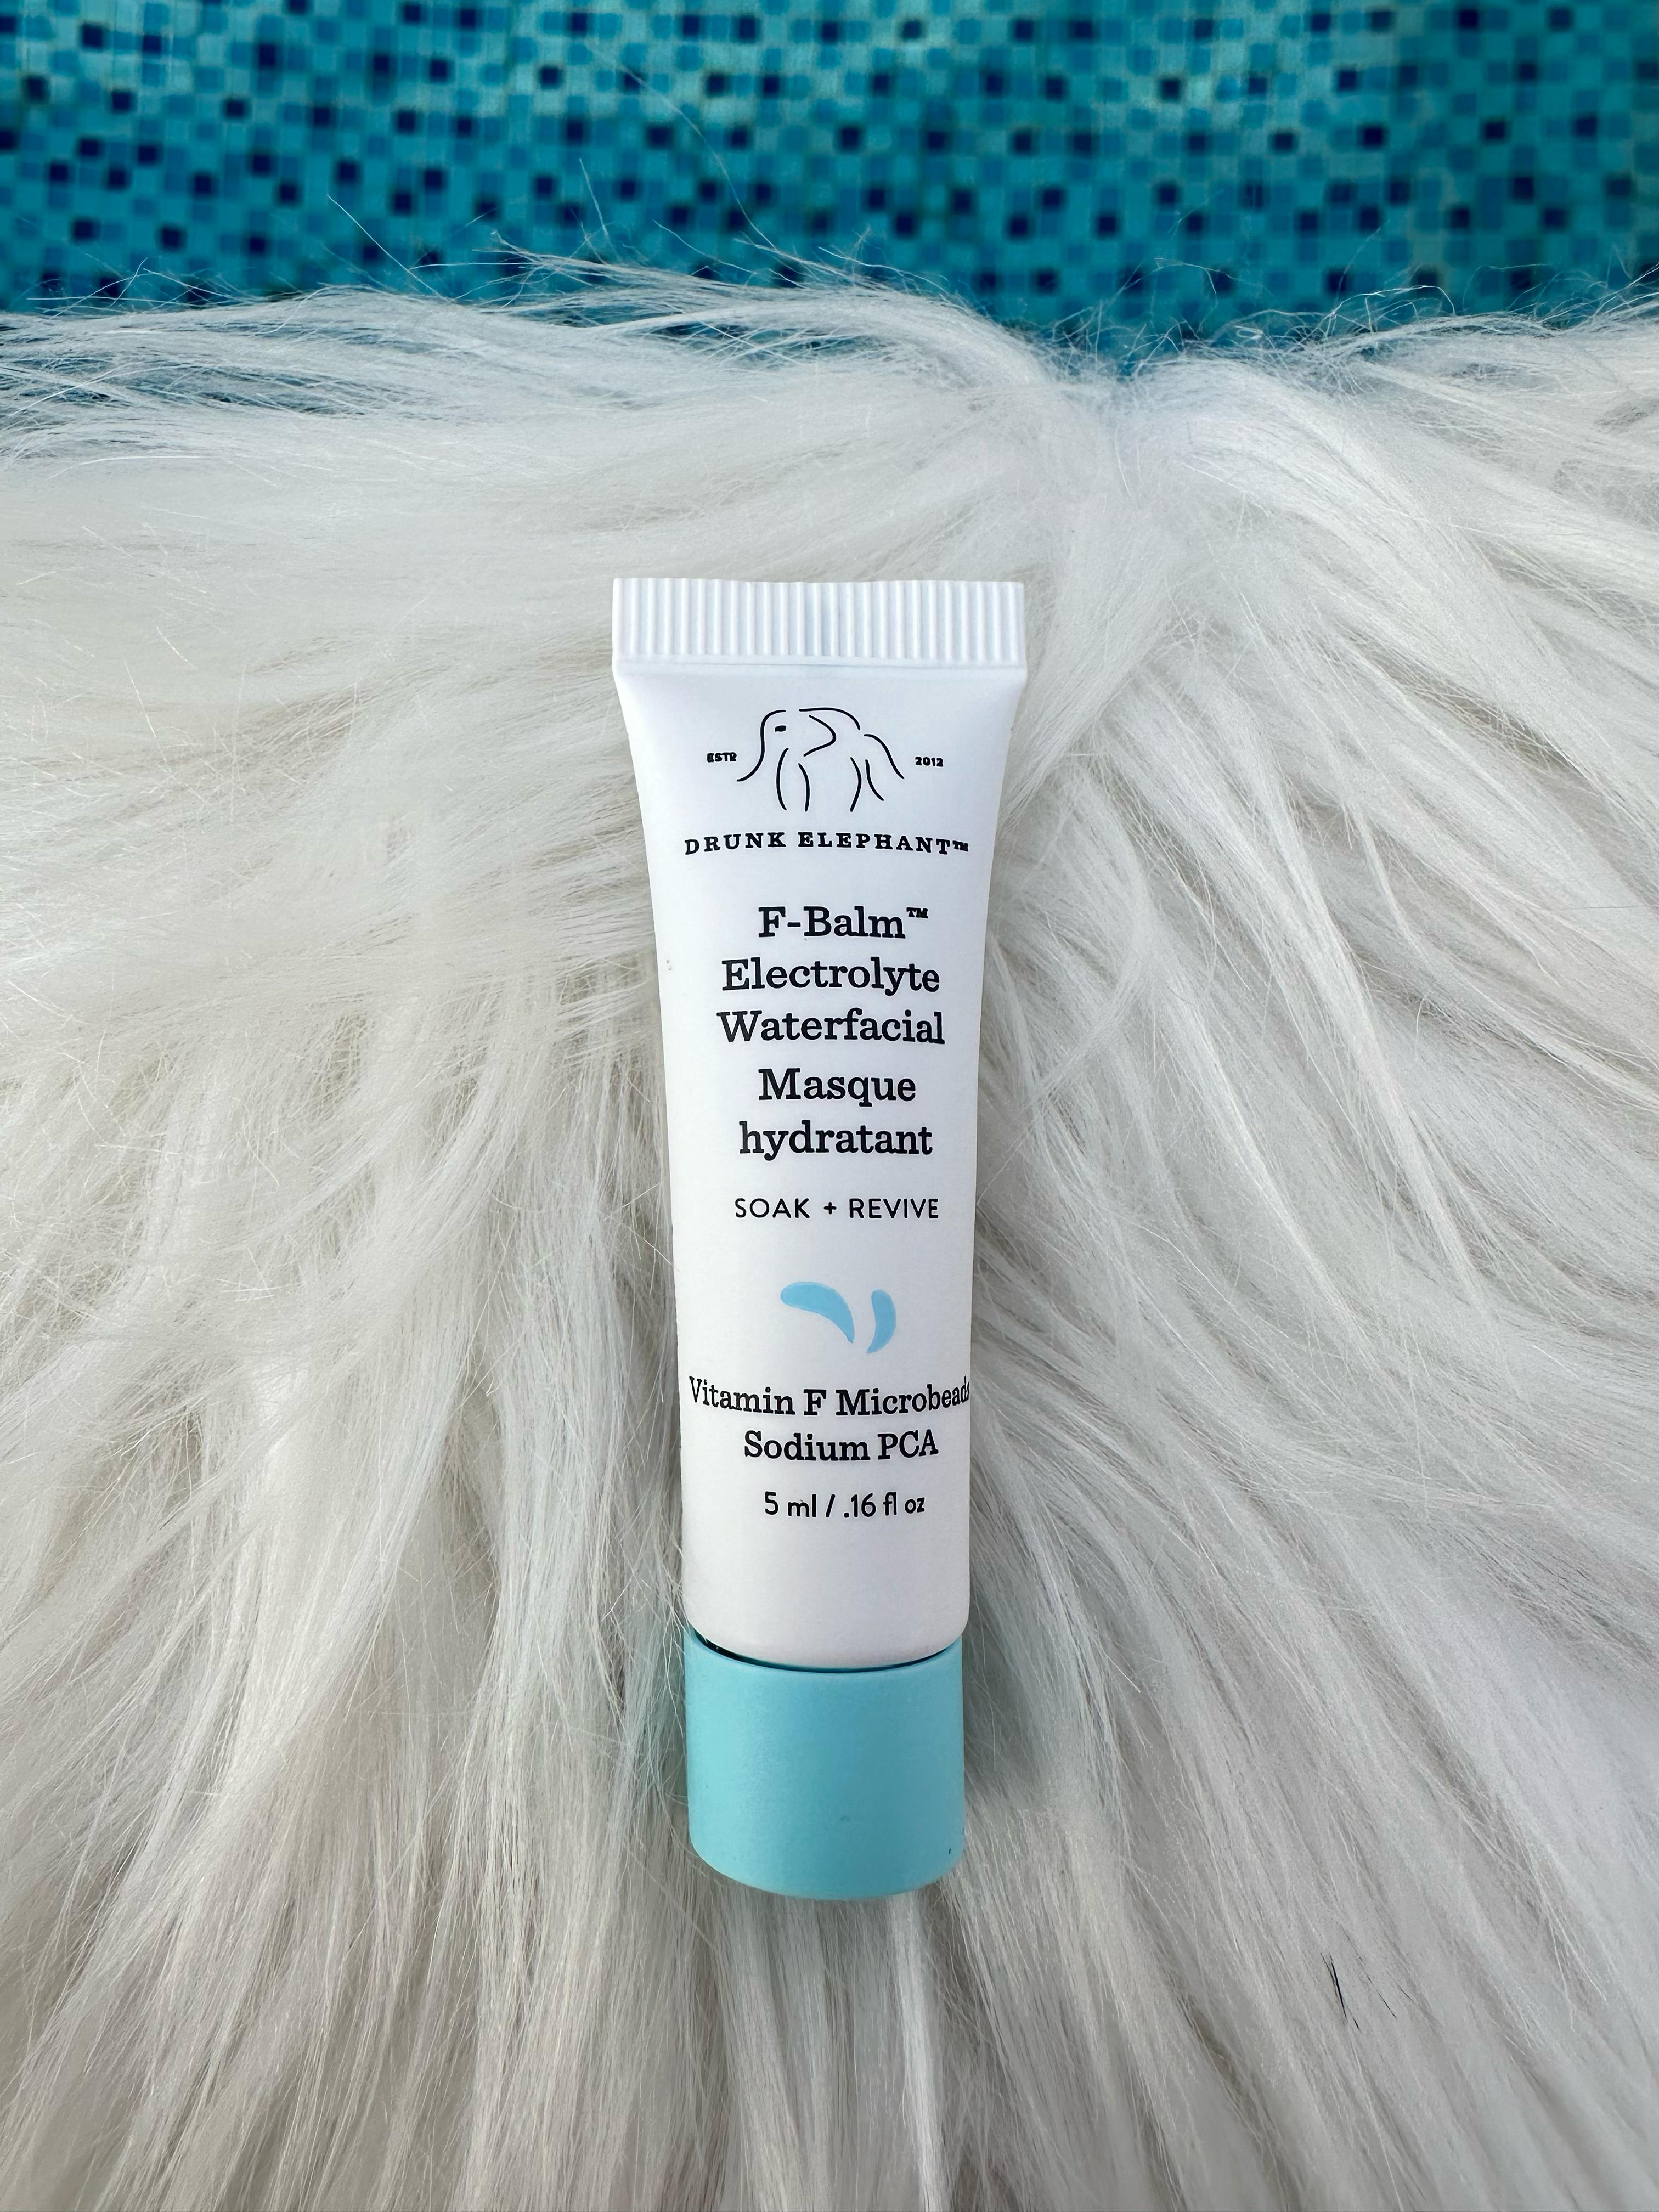 ESTR 2012
DRUNK ELEPHANT™
F-Balm™
Electrolyte
Waterfacial
Masque
hydratant
SOAK + REVIVE
Vitamin F Microbeads
Sodium PCA
5 ml / .16 fl oz